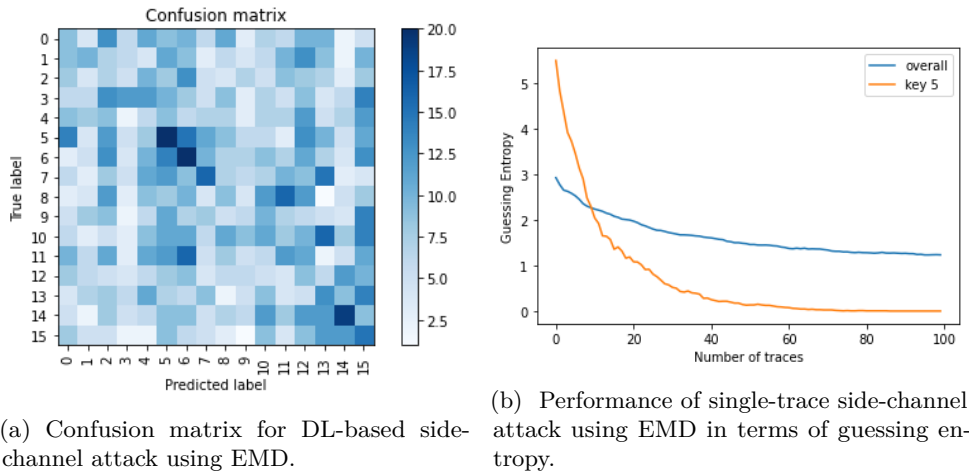 Confusion matrix
0
1
2
3
4
5
6
7
8
9
10
11
12
13
14
15
True label
0 1 2 3 4 5 6 7 8 9 10 11 12 13 14 15
Predicted label
20.0
17.5
15.0
12.5
10.0
7.5
5.0
2.5
(a) Confusion matrix for DL-based side-
channel attack using EMD.
overall
key 5
5
4
3
2
1
0
Guessing Entropy
0 20 40 60 80 100
Number of traces
(b) Performance of single-trace side-channel
attack using EMD in terms of guessing en-
tropy.